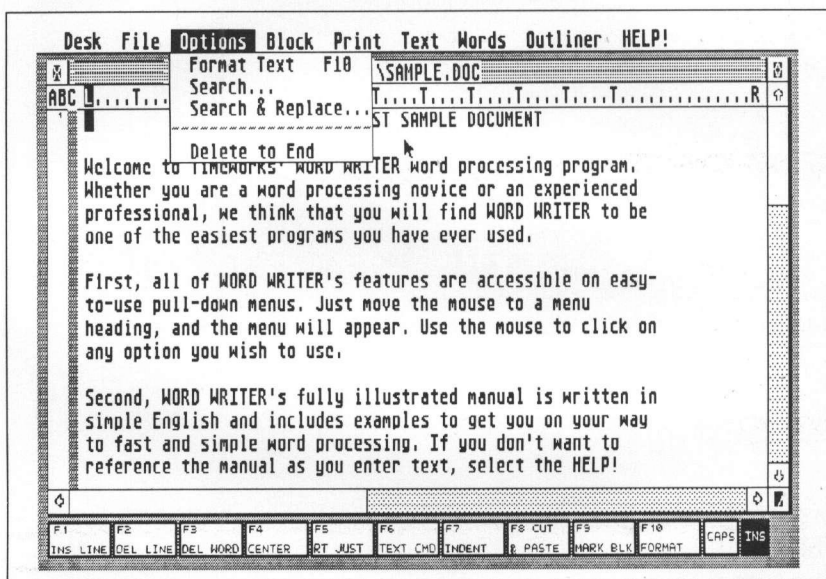 Desk File Options Block Print Text Words Outliner HELP!
Format Text F10
Search...
Search & Replace...
Delete to End
\SAMPLE.DOC
ABC L....T... T....T....T....T....T....T..............R
1
ST SAMPLE DOCUMENT
Welcome to Timeworks' WORD WRITER word processing program.
Whether you are a word processing novice or an experienced
professional, we think that you will find WORD WRITER to be
one of the easiest programs you have ever used.
First, all of WORD WRITER's features are accessible on easy-
to-use pull-down menus. Just move the mouse to a menu
heading, and the menu will appear. Use the mouse to click on
any option you wish to use.
Second, WORD WRITER's fully illustrated manual is written in
simple English and includes examples to get you on your way
to fast and simple word processing. If you don't want to
reference the manual as you enter text, select the HELP!
F1 F2 F3 F4 F5 F6 F7 F8 CUT F9 F10
INS LINE DEL LINE DEL WORD CENTER RT JUST TEXT CMD INDENT & PASTE MARK BLK FORMAT CAPS INS